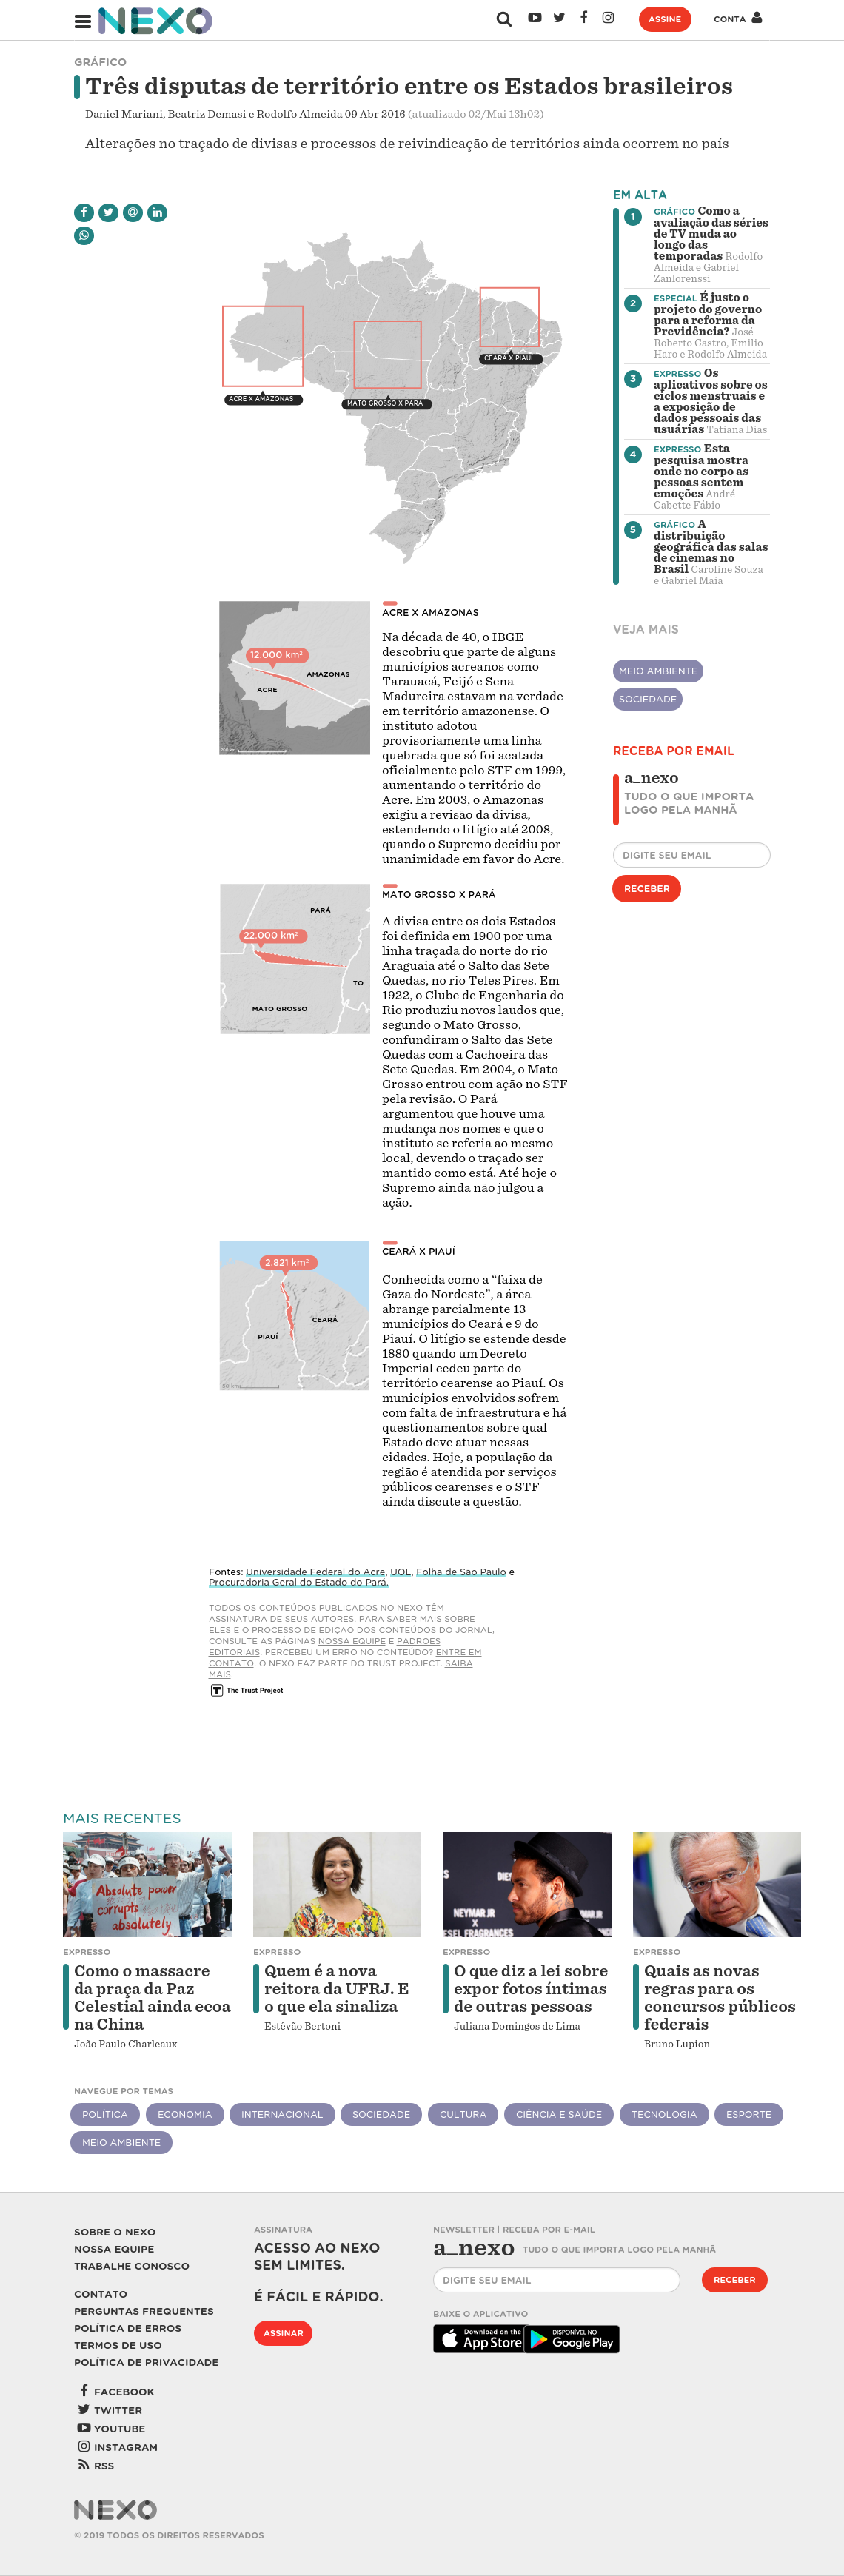 NEXO
ASSINE
CONTA
GRÁFICO
Três disputas de território entre os Estados brasileiros
Daniel Mariani, Beatriz Demasi e Rodolfo Almeida 09 Abr 2016 (atualizado 02/Mai 13h02)
Alterações no traçado de divisas e processos de reivindicação de territórios ainda ocorrem no país
ACRE X AMAZONAS
MATO GROSSO X PARÁ
CEARÁ X PIAUÍ
12.000 km²
AMAZONAS
ACRE
ACRE X AMAZONAS
Na década de 40, o IBGE
descobriu que parte de alguns
municípios acreanos como
Tarauacá, Feijó e Sena
Madureira estavam na verdade
em território amazonense. O
instituto adotou
provisoriamente uma linha
quebrada que só foi acatada
oficialmente pelo STF em 1999,
aumentando o território do
Acre. Em 2003, o Amazonas
exigiu a revisão da divisa,
estendendo o litígio até 2008,
quando o Supremo decidiu por
unanimidade em favor do Acre.
PARÁ
22.000 km²
TO
MATO GROSSO
MATO GROSSO X PARÁ
A divisa entre os dois Estados
foi definida em 1900 por uma
linha traçada do norte do rio
Araguaia até o Salto das Sete
Quedas, no rio Teles Pires. Em
1922, o Clube de Engenharia do
Rio produziu novos laudos que,
segundo o Mato Grosso,
confundiram o Salto das Sete
Quedas com a Cachoeira das
Sete Quedas. Em 2004, o Mato
Grosso entrou com ação no STF
pela revisão. O Pará
argumentou que houve uma
mudança nos nomes e que o
instituto se referia ao mesmo
local, devendo o traçado ser
mantido como está. Até hoje o
Supremo ainda não julgou a
ação.
2.821 km²
CEARÁ
PIAUÍ
CEARÁ X PIAUÍ
Conhecida como a “faixa de
Gaza do Nordeste”, a área
abrange parcialmente 13
municípios do Ceará e 9 do
Piauí. O litígio se estende desde
1880 quando um Decreto
Imperial cedeu parte do
território cearense ao Piauí. Os
municípios envolvidos sofrem
com falta de infraestrutura e há
questionamentos sobre qual
Estado deve atuar nessas
cidades. Hoje, a população da
região é atendida por serviços
públicos cearenses e o STF
ainda discute a questão.
Fontes: Universidade Federal do Acre, UOL, Folha de São Paulo e
Procuradoria Geral do Estado do Pará.
TODOS OS CONTEÚDOS PUBLICADOS NO NEXO TÊM
ASSINATURA DE SEUS AUTORES. PARA SABER MAIS SOBRE
ELES E O PROCESSO DE EDIÇÃO DOS CONTEÚDOS DO JORNAL,
CONSULTE AS PÁGINAS NOSSA EQUIPE E PADRÕES
EDITORIAIS. PERCEBEU UM ERRO NO CONTEÚDO? ENTRE EM
CONTATO. O NEXO FAZ PARTE DO TRUST PROJECT. SAIBA
MAIS.
The Trust Project
EM ALTA
1
GRÁFICO Como a
avaliação das séries
de TV muda ao
longo das
temporadas Rodolfo
Almeida e Gabriel
Zanlorenssi
2
ESPECIAL É justo o
projeto do governo
para a reforma da
Previdência? José
Roberto Castro, Emilio
Haro e Rodolfo Almeida
3
EXPRESSO Os
aplicativos sobre os
ciclos menstruais e
a exposição de
dados pessoais das
usuárias Tatiana Dias
4
EXPRESSO Esta
pesquisa mostra
onde no corpo as
pessoas sentem
emoções André
Cabette Fábio
5
GRÁFICO A
distribuição
geográfica das salas
de cinemas no
Brasil Caroline Souza
e Gabriel Maia
VEJA MAIS
MEIO AMBIENTE
SOCIEDADE
RECEBA POR EMAIL
a_nexo
TUDO O QUE IMPORTA
LOGO PELA MANHÃ
DIGITE SEU EMAIL
RECEBER
MAIS RECENTES
Absolute power
corrupts
absolutely
EXPRESSO
Como o massacre
da praça da Paz
Celestial ainda ecoa
na China
João Paulo Charleaux
EXPRESSO
Quem é a nova
reitora da UFRJ. E
o que ela sinaliza
Estêvão Bertoni
DIES
NEYMAR JR
FRAGRANCES
EXPRESSO
O que diz a lei sobre
expor fotos íntimas
de outras pessoas
Juliana Domingos de Lima
EXPRESSO
Quais as novas
regras para os
concursos públicos
federais
Bruno Lupion
NAVEGUE POR TEMAS
POLÍTICA ECONOMIA INTERNACIONAL SOCIEDADE CULTURA CIÊNCIA E SAÚDE TECNOLOGIA ESPORTE
MEIO AMBIENTE
SOBRE O NEXO
NOSSA EQUIPE
TRABALHE CONOSCO
CONTATO
PERGUNTAS FREQUENTES
POLÍTICA DE ERROS
TERMOS DE USO
POLÍTICA DE PRIVACIDADE
FACEBOOK
TWITTER
YOUTUBE
INSTAGRAM
RSS
ASSINATURA
ACESSO AO NEXO
SEM LIMITES.
É FÁCIL E RÁPIDO.
ASSINAR
NEWSLETTER | RECEBA POR E-MAIL
a_nexo TUDO O QUE IMPORTA LOGO PELA MANHÃ
DIGITE SEU EMAIL
RECEBER
BAIXE O APLICATIVO
Download on the
App Store
DISPONÍVEL NO
Google Play
NEXO
© 2019 TODOS OS DIREITOS RESERVADOS